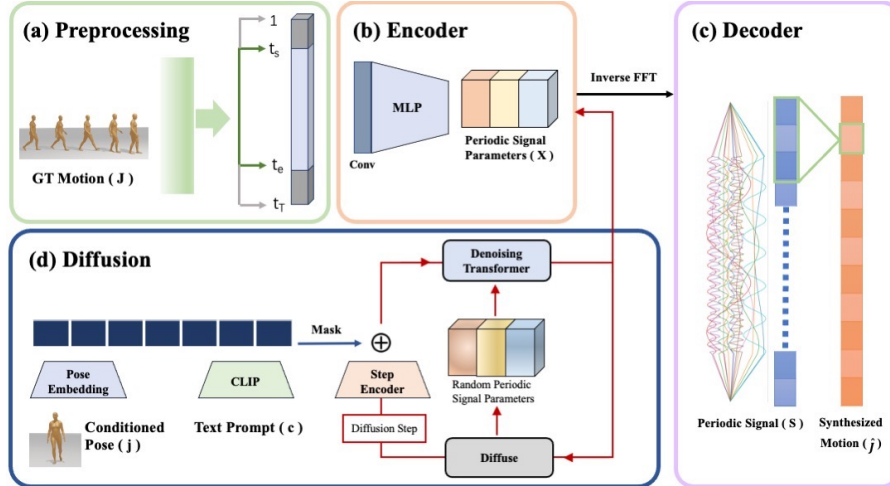 (a) Preprocessing
1
ts
te
tT
GT Motion ( J )
(b) Encoder
MLP
Conv
Periodic Signal
Parameters ( X )
Inverse FFT
(c) Decoder
Periodic Signal ( S )
Synthesized
Motion ( ĵ )
(d) Diffusion
Denoising
Transformer
Mask
⊕
Pose
Embedding
CLIP
Step
Encoder
Random Periodic
Signal Parameters
Conditioned
Pose ( j )
Text Prompt ( c )
Diffusion Step
Diffuse